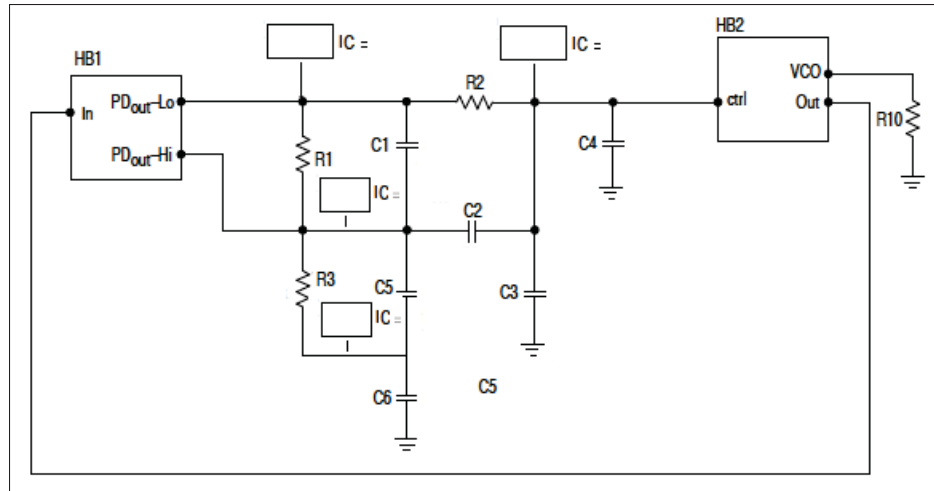 IC =
IC =
HB1
HB2
In
PDout–Lo
PDout–Hi
R2
VCO
ctrl
Out
R10
R1
C1
C4
IC =
C2
R3
C5
C3
IC =
C6
C5